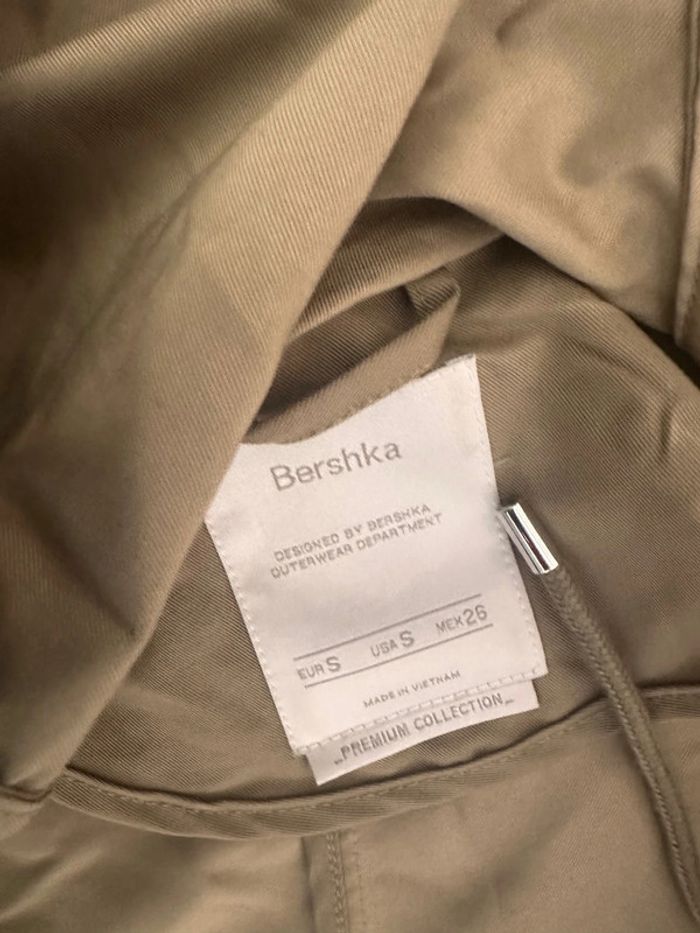 Bershka
DESIGNED BY BERSHKA
OUTERWEAR DEPARTMENT
EUR S USA S MEX 26
MADE IN VIETNAM
PREMIUM COLLECTION